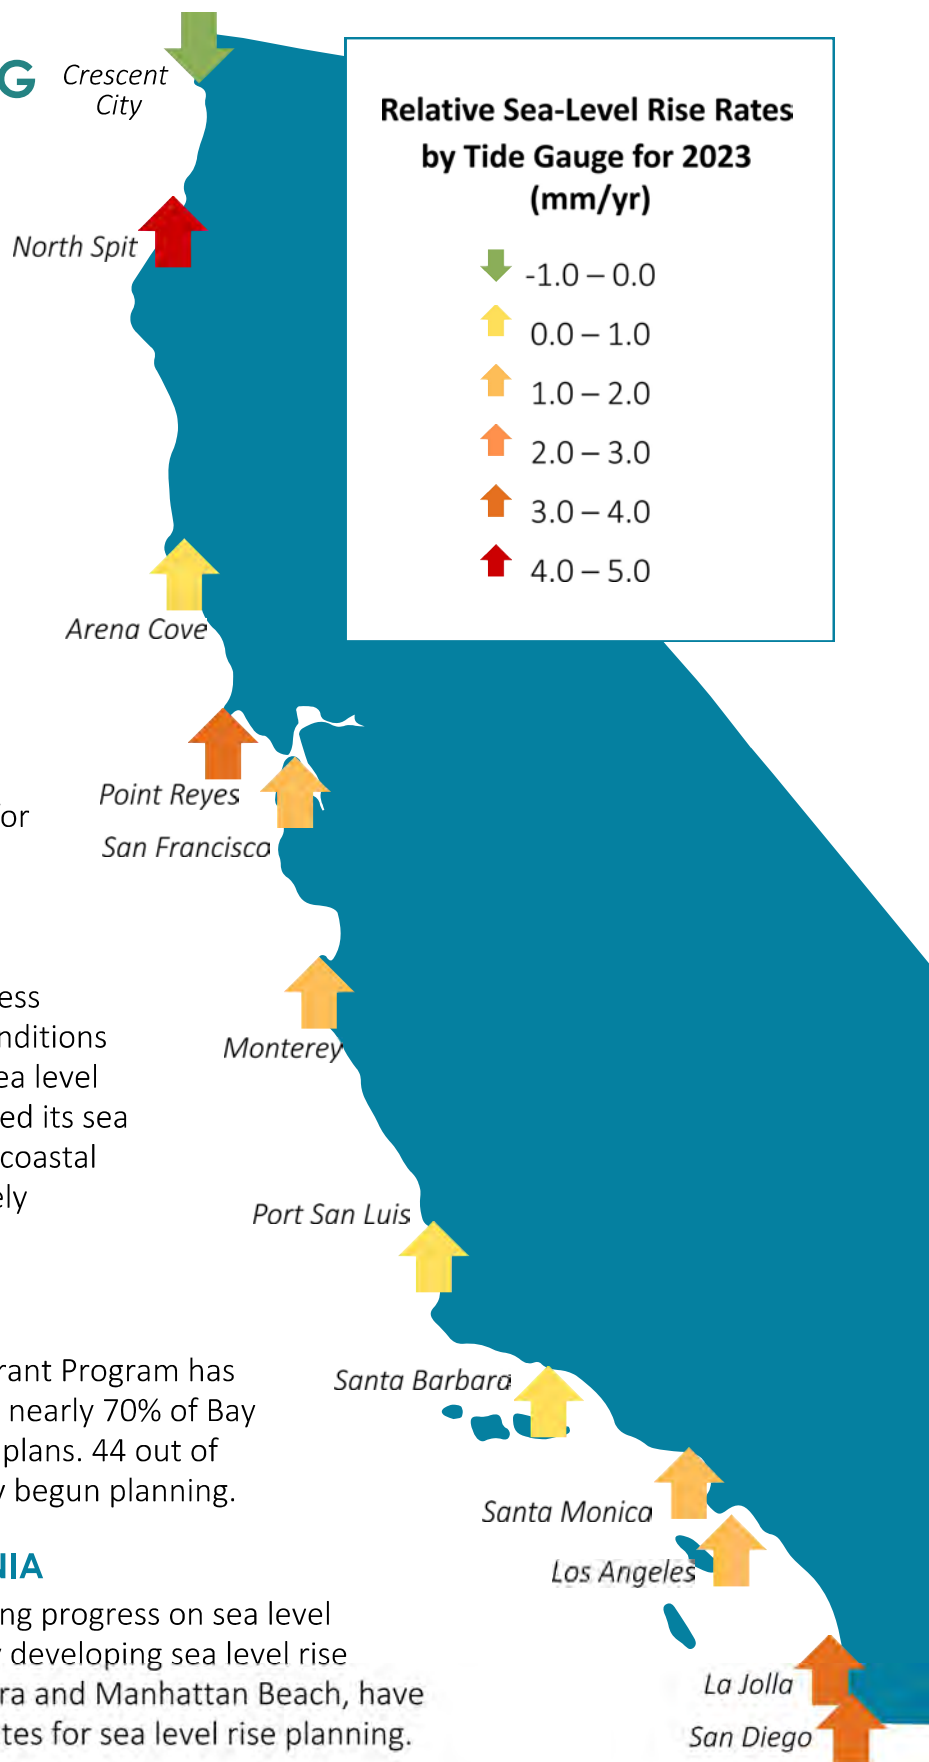 G
Crescent
City
Relative Sea-Level Rise Rates
by Tide Gauge for 2023
(mm/yr)
-1.0 – 0.0
0.0 – 1.0
1.0 – 2.0
2.0 – 3.0
3.0 – 4.0
4.0 – 5.0
North Spit
Arena Cove
Point Reyes
or
San Francisco
ess
nditions
Monterey
ea level
ed its sea
coastal
ely
Port San Luis
rant Program has
Santa Barbara
nearly 70% of Bay
plans. 44 out of
y begun planning.
Santa Monica
NIA
Los Angeles
ng progress on sea level
y developing sea level rise
ra and Manhattan Beach, have
La Jolla
tes for sea level rise planning.
San Diego